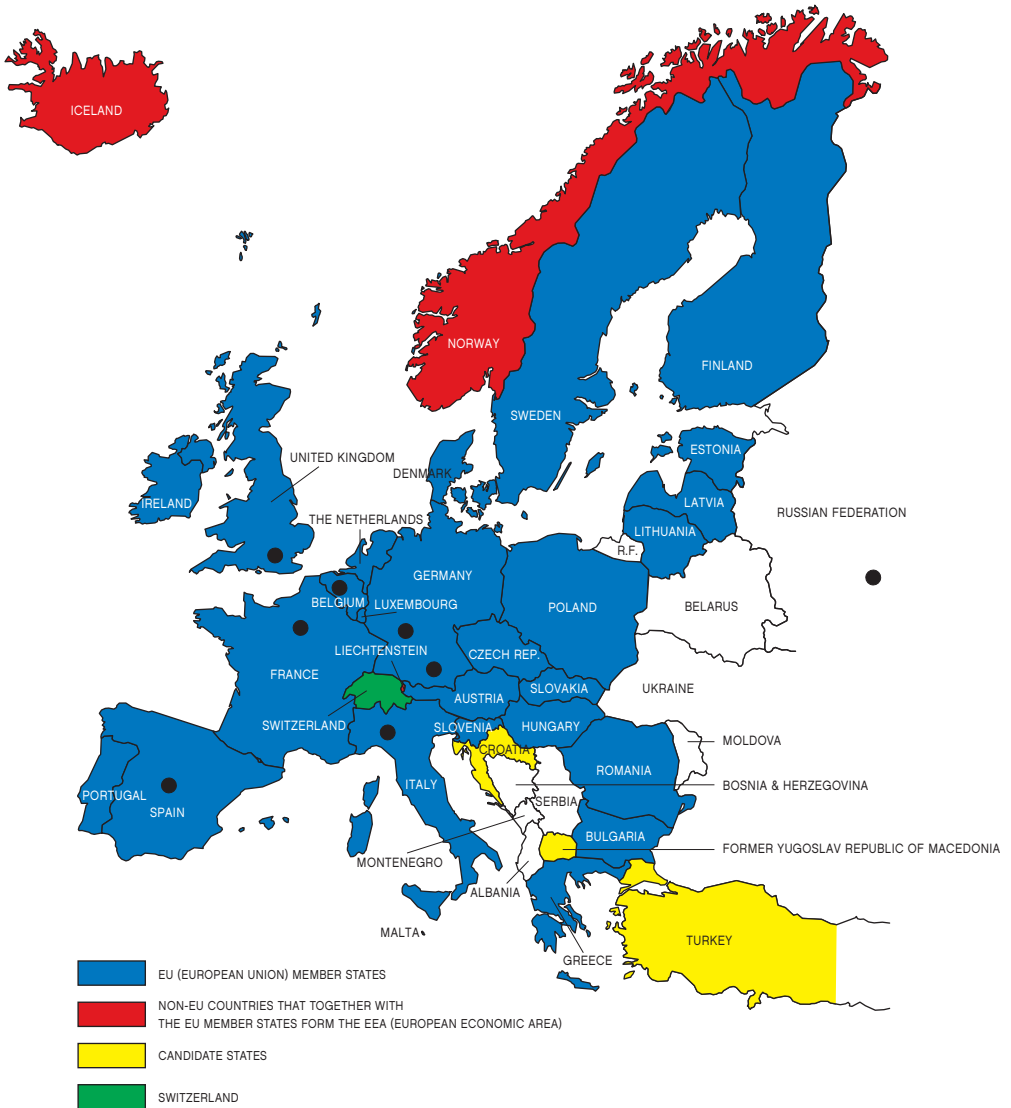 ICELAND
NORWAY
FINLAND
SWEDEN
ESTONIA
UNITED KINGDOM
DENMARK
IRELAND
LATVIA
RUSSIAN FEDERATION
THE NETHERLANDS
LITHUANIA
R.F.
GERMANY
BELGIUM
LUXEMBOURG
POLAND
BELARUS
LIECHTENSTEIN
CZECH REP.
FRANCE
SLOVAKIA
UKRAINE
AUSTRIA
SWITZERLAND
SLOVENIA
HUNGARY
MOLDOVA
CROATIA
ROMANIA
ITALY
BOSNIA & HERZEGOVINA
PORTUGAL
SERBIA
SPAIN
BULGARIA
FORMER YUGOSLAV REPUBLIC OF MACEDONIA
MONTENEGRO
ALBANIA
MALTA
TURKEY
GREECE
EU (EUROPEAN UNION) MEMBER STATES
NON-EU COUNTRIES THAT TOGETHER WITH
THE EU MEMBER STATES FORM THE EEA (EUROPEAN ECONOMIC AREA)
CANDIDATE STATES
SWITZERLAND